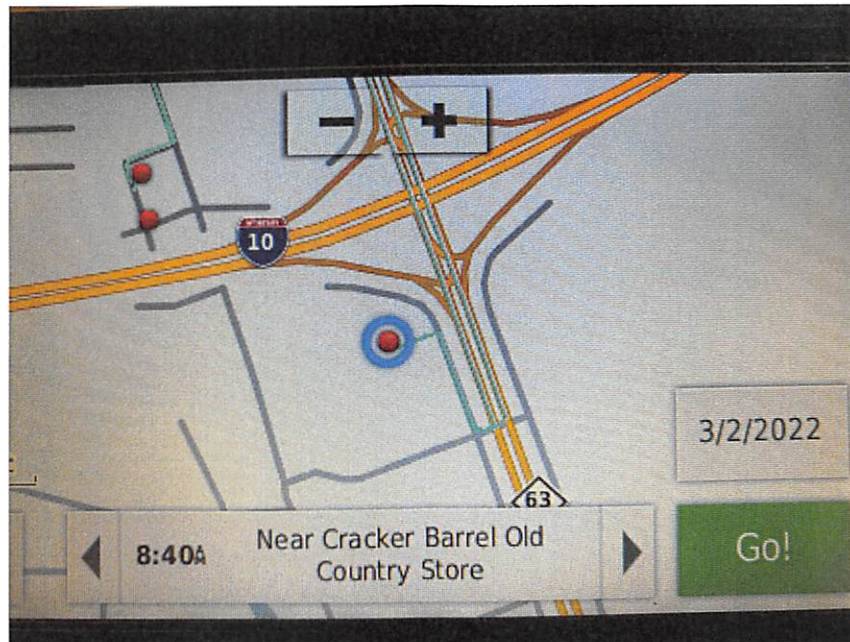 − +
10
3/2/2022
63
8:40A
Near Cracker Barrel Old
Country Store
Go!